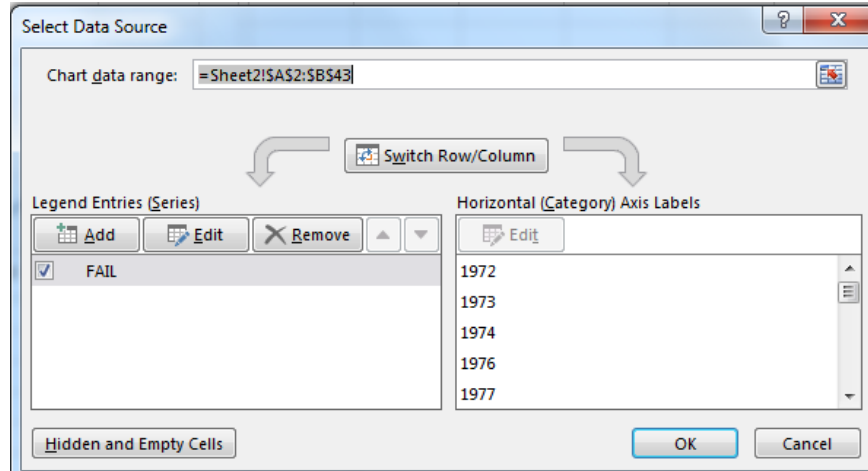 Select Data Source
Chart data range: =Sheet2!$A$2:$B$43
Switch Row/Column
Legend Entries (Series)
Add Edit Remove
FAIL
Horizontal (Category) Axis Labels
Edit
1972
1973
1974
1976
1977
Hidden and Empty Cells
OK Cancel